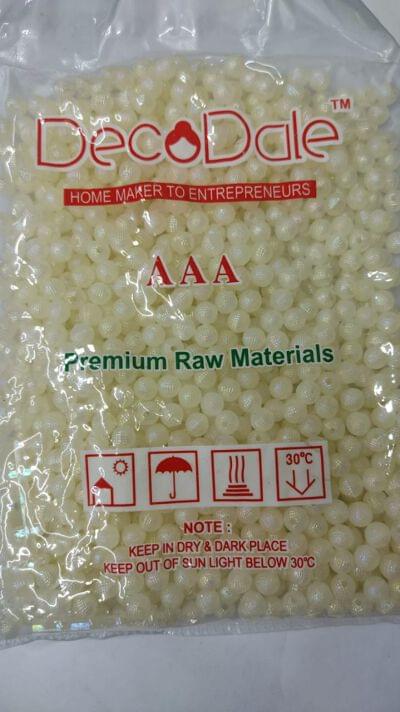 DecoDale™
HOME MAKER TO ENTREPRENEURS
AAA
Premium Raw Materials
30°C
NOTE :
KEEP IN DRY & DARK PLACE
KEEP OUT OF SUN LIGHT BELOW 30°C